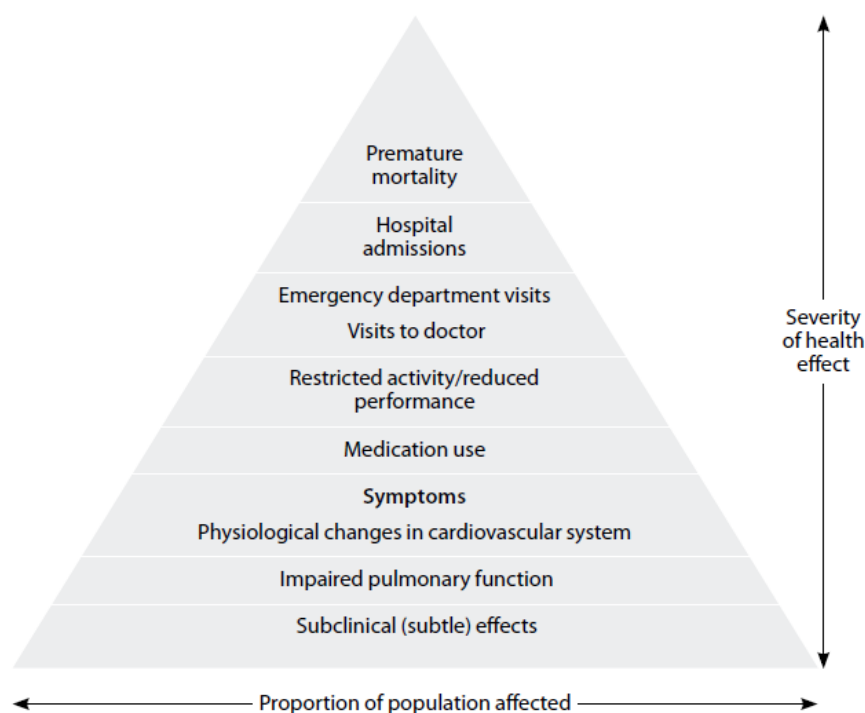 Premature
mortality
Hospital
admissions
Emergency department visits
Visits to doctor
Restricted activity/reduced
performance
Medication use
Symptoms
Physiological changes in cardiovascular system
Impaired pulmonary function
Subclinical (subtle) effects
Severity
of health
effect
Proportion of population affected